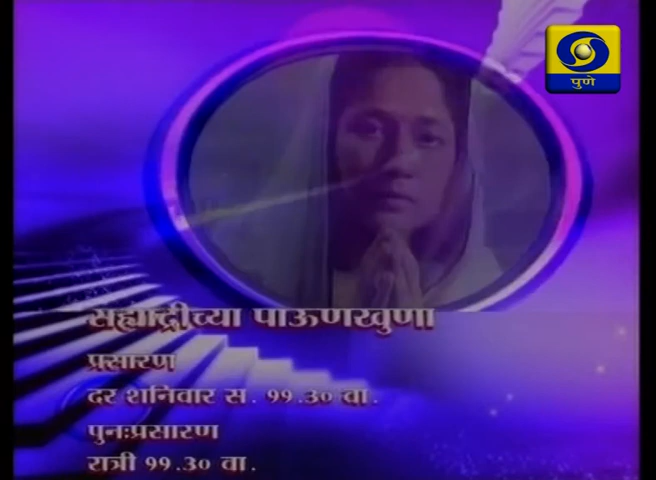 पुणे
सह्याद्रीच्या पाऊणखुणा
प्रसारण
दर शनिवार स. ११.३० वा.
पुनःप्रसारण
रात्री ११.३० वा.